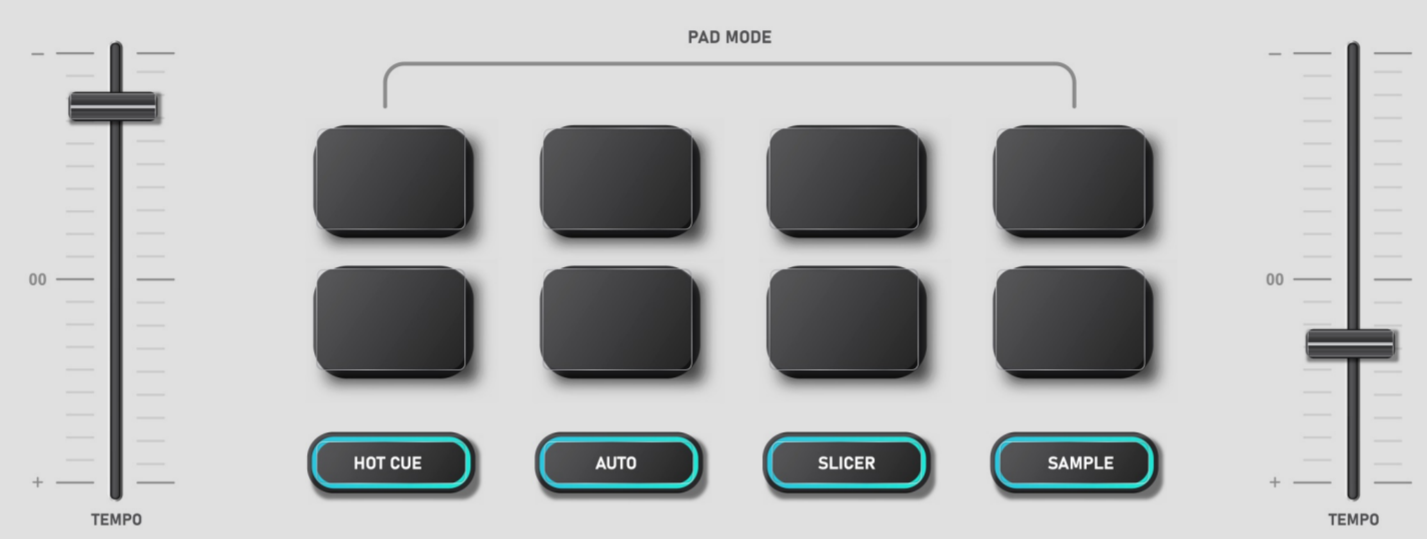 PAD MODE
—
—
00
00
HOT CUE
AUTO
SLICER
SAMPLE
+
+
TEMPO
TEMPO